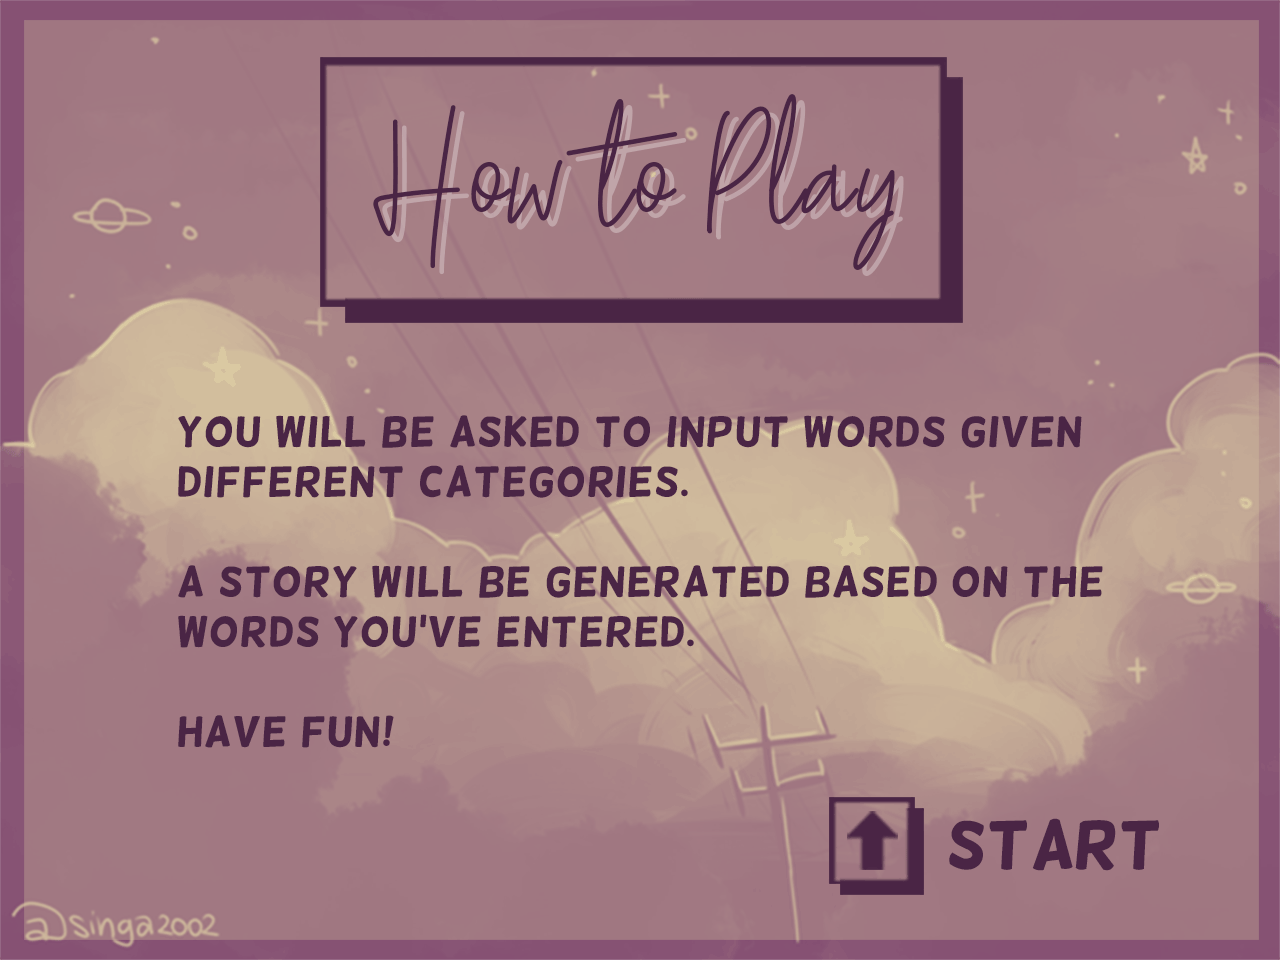 How to Play
YOU WILL BE ASKED TO INPUT WORDS GIVEN
DIFFERENT CATEGORIES.
A STORY WILL BE GENERATED BASED ON THE
WORDS YOU'VE ENTERED.
HAVE FUN!
START
@singa2002